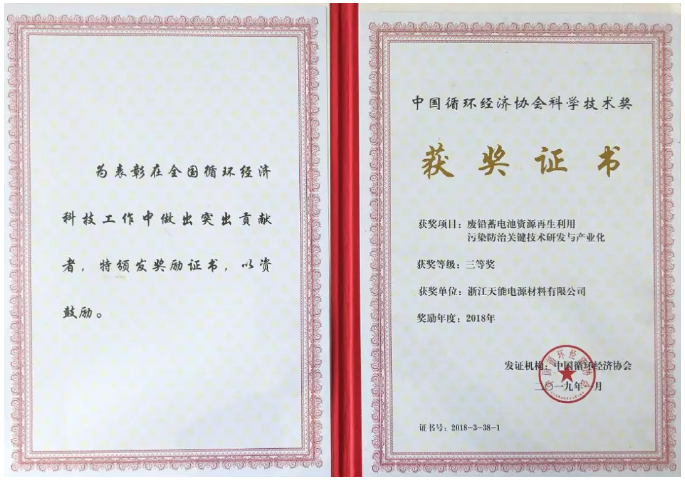 为表彰在全国循环经济
科技工作中做出突出贡献
者，特颁发奖励证书，以资
鼓励。
中国循环经济协会科学技术奖
获奖证书
获奖项目：废铅蓄电池资源再生利用
污染防治关键技术研发与产业化
获奖等级：三等奖
获奖单位：浙江天能电源材料有限公司
奖励年度：2018年
发证机构：中国循环经济协会
二〇一九年一月
证书号：2018-3-38-1